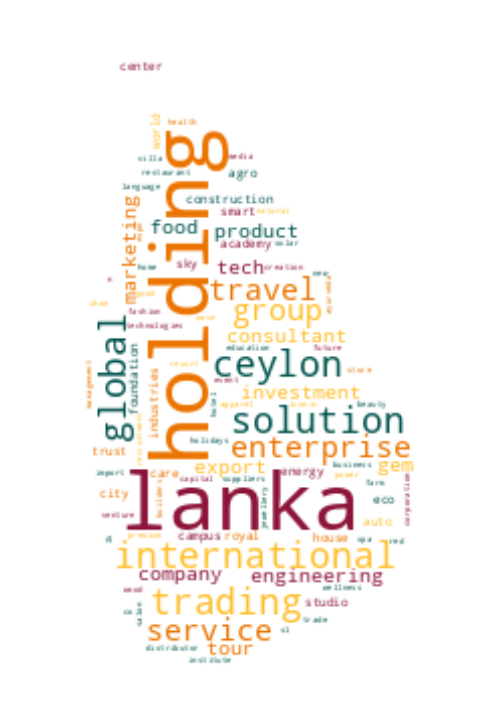 center
world
health
villa
media
restaurant
agro
language
construction
smart
natural
food
product
marketing
academy
solar
home
sky
tech
creation
travel
holding
fashion
group
technologies
consultant
global
foundation
education
future
ceylon
resort
store
management
industries
event
investment
hotel
apparel
beauty
solution
holidays
enterprise
trust
export
business
gem
import
care
capital
suppliers
energy
power
farm
lanka
city
builders
jewellery
eco
corporation
venture
auto
premium
campus
royal
house
spa
red
international
company
engineering
wellness
wood
trading
studio
trade
service
sl
distributor
tour
institute